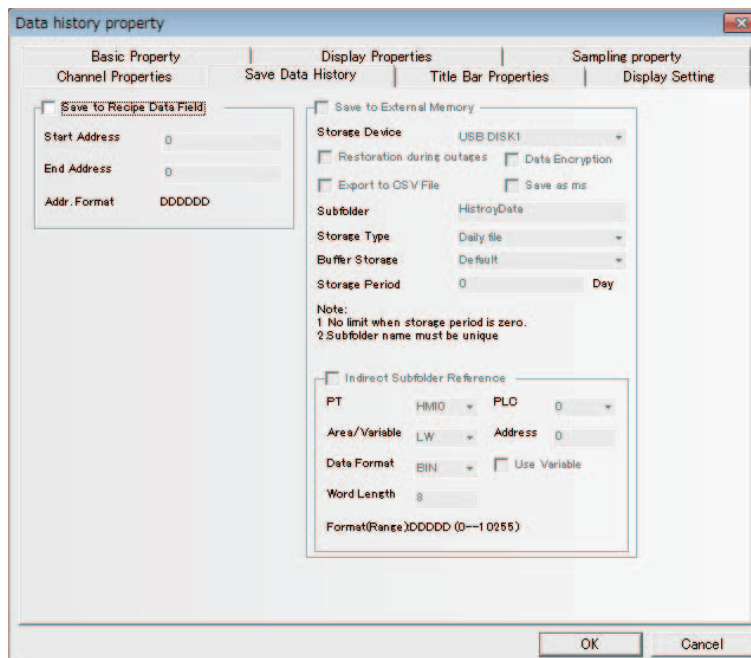 Data history property
Basic Property
Display Properties
Sampling property
Channel Properties
Save Data History
Title Bar Properties
Display Setting
Save to Recipe Data Field
Start Address
0
End Address
0
Addr. Format
DDDDDD
Save to External Memory
Storage Device
USB DISK1
Restoration during outages
Data Encryption
Export to CSV File
Save as ms
Subfolder
HistroyData
Storage Type
Daily file
Buffer Storage
Default
Storage Period
0
Day
Note:
1 No limit when storage period is zero.
2 Subfolder name must be unique
Indirect Subfolder Reference
PT
HMI0
PLC
0
Area/Variable
LW
Address
0
Data Format
BIN
Use Variable
Word Length
8
Format(Range):DDDDD (0--10255)
OK
Cancel